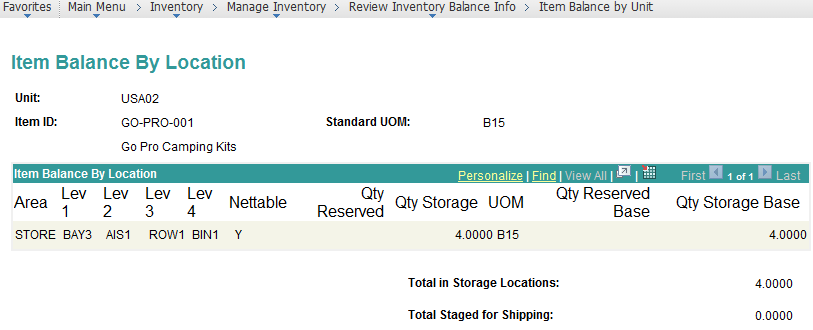 Favorites Main Menu > Inventory > Manage Inventory > Review Inventory Balance Info > Item Balance by Unit
Item Balance By Location
Unit: USA02
Item ID: GO-PRO-001 Standard UOM: B15
Go Pro Camping Kits
Item Balance By Location Personalize | Find | View All | | First 1 of 1 Last
Area Lev 1 Lev 2 Lev 3 Lev 4 Nettable Qty Reserved Qty Storage UOM Qty Reserved Base Qty Storage Base
STORE BAY3 AIS1 ROW1 BIN1 Y 4.0000 B15 4.0000
Total in Storage Locations: 4.0000
Total Staged for Shipping: 0.0000